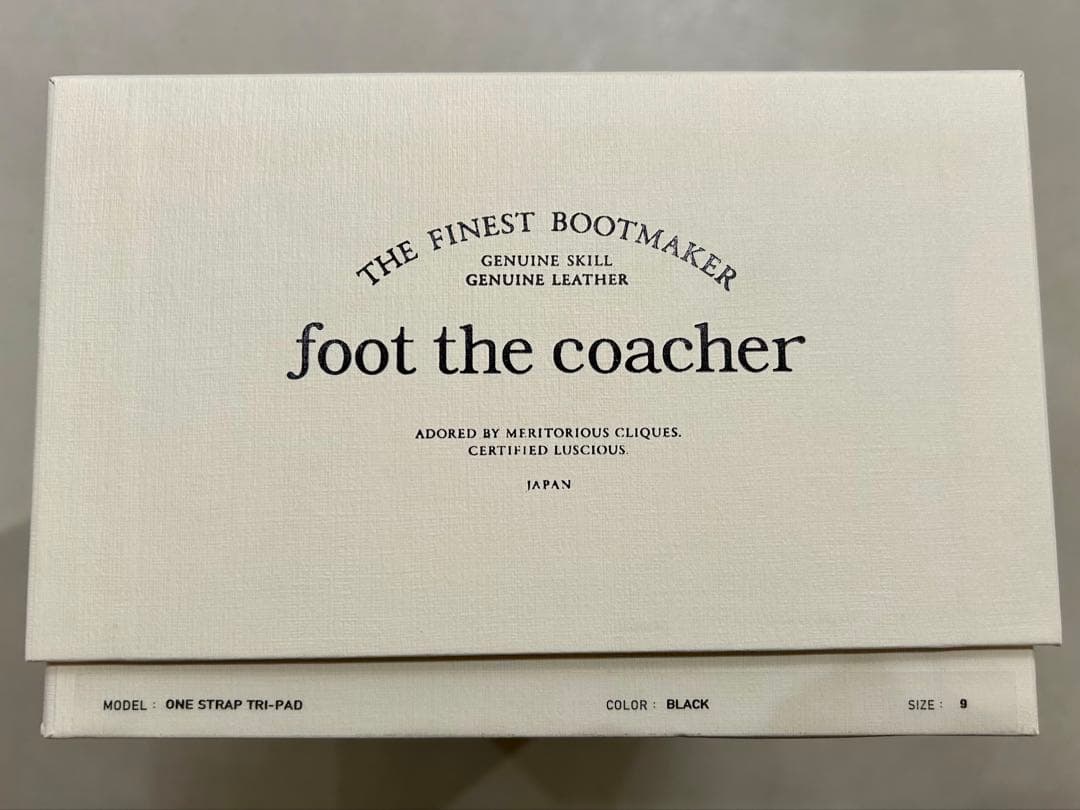 THE FINEST BOOTMAKER
GENUINE SKILL
GENUINE LEATHER
foot the coacher
ADORED BY MERITORIOUS CLIQUES.
CERTIFIED LUSCIOUS.
JAPAN
MODEL : ONE STRAP TRI-PAD COLOR : BLACK SIZE : 9